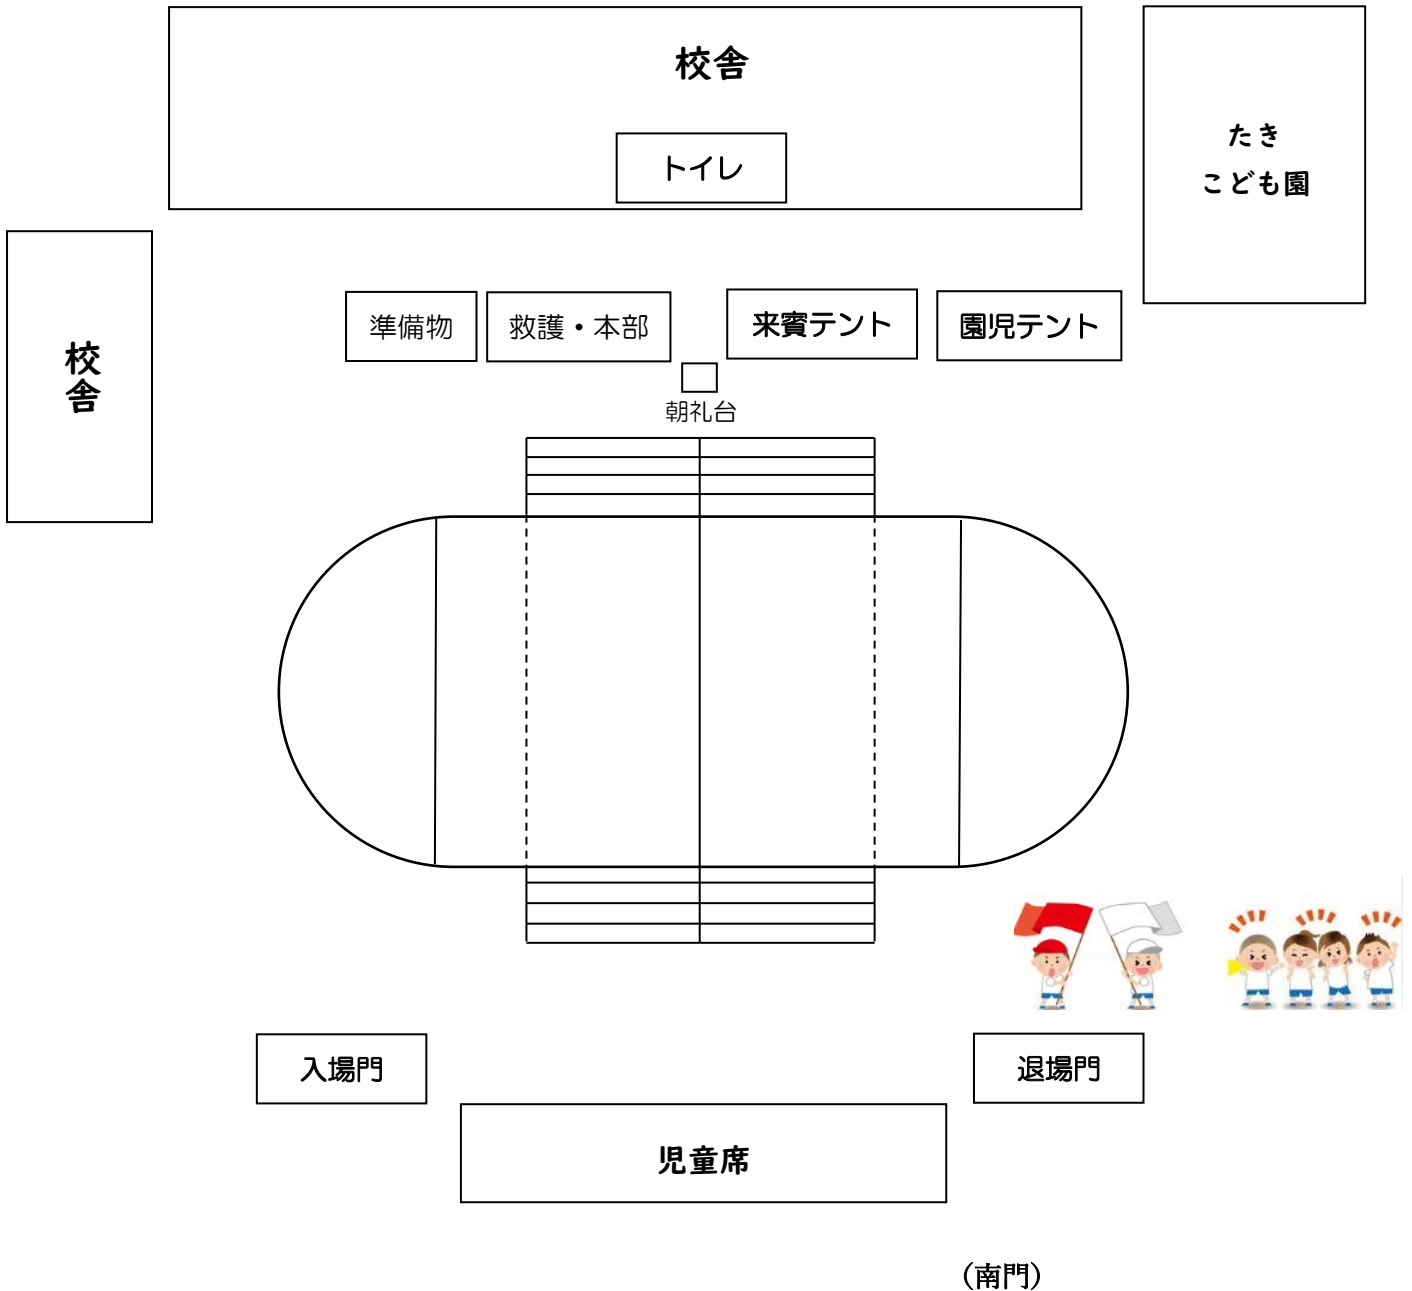 校舎
トイレ
たき
こども園
校舎
準備物
救護・本部
来賓テント
園児テント
朝礼台
入場門
退場門
児童席
（南門）